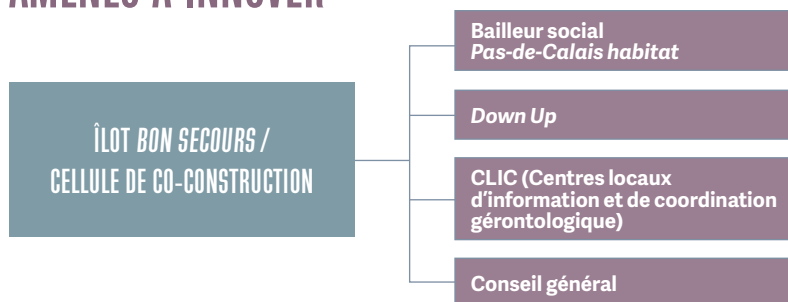 AMENÉS À INNOVER
ÎLOT BON SECOURS /
CELLULE DE CO-CONSTRUCTION
Bailleur social
Pas-de-Calais habitat
Down Up
CLIC (Centres locaux
d'information et de coordination
gérontologique)
Conseil général